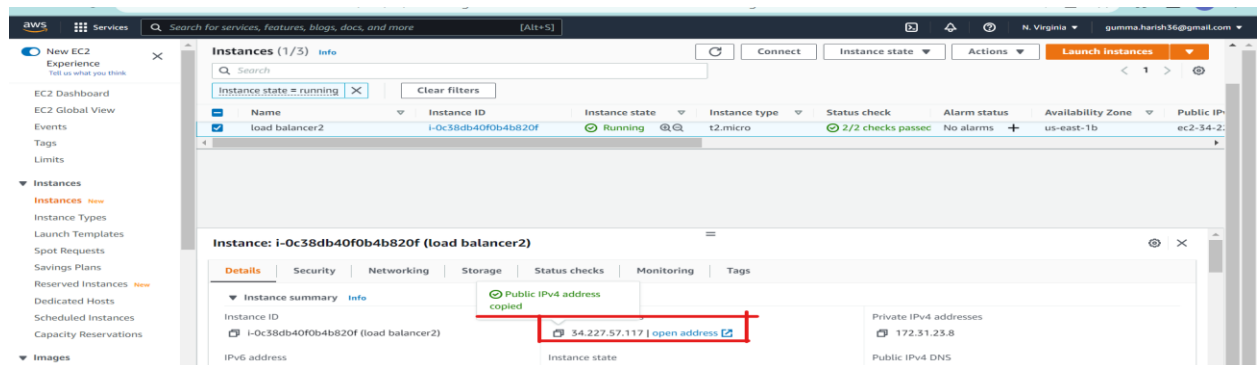 aws Services Search for services, features, blogs, docs, and more [Alt+S] N. Virginia gumma.harish36@gmail.com
New EC2 Experience
Tell us what you think
EC2 Dashboard
EC2 Global View
Events
Tags
Limits
Instances
Instances New
Instance Types
Launch Templates
Spot Requests
Savings Plans
Reserved Instances New
Dedicated Hosts
Scheduled Instances
Capacity Reservations
Images
Instances (1/3) Info Connect Instance state Actions Launch instances
Search 1
Instance state = running Clear filters
Name Instance ID Instance state Instance type Status check Alarm status Availability Zone Public IP
load balancer2 i-0c38db40f0b4b820f Running t2.micro 2/2 checks passec No alarms + us-east-1b ec2-34-2
Instance: i-0c38db40f0b4b820f (load balancer2)
Details Security Networking Storage Status checks Monitoring Tags
Instance summary Info
Public IPv4 address
copied
Instance ID Private IPv4 addresses
i-0c38db40f0b4b820f (load balancer2) 34.227.57.117 | open address 172.31.23.8
IPv6 address Instance state Public IPv4 DNS